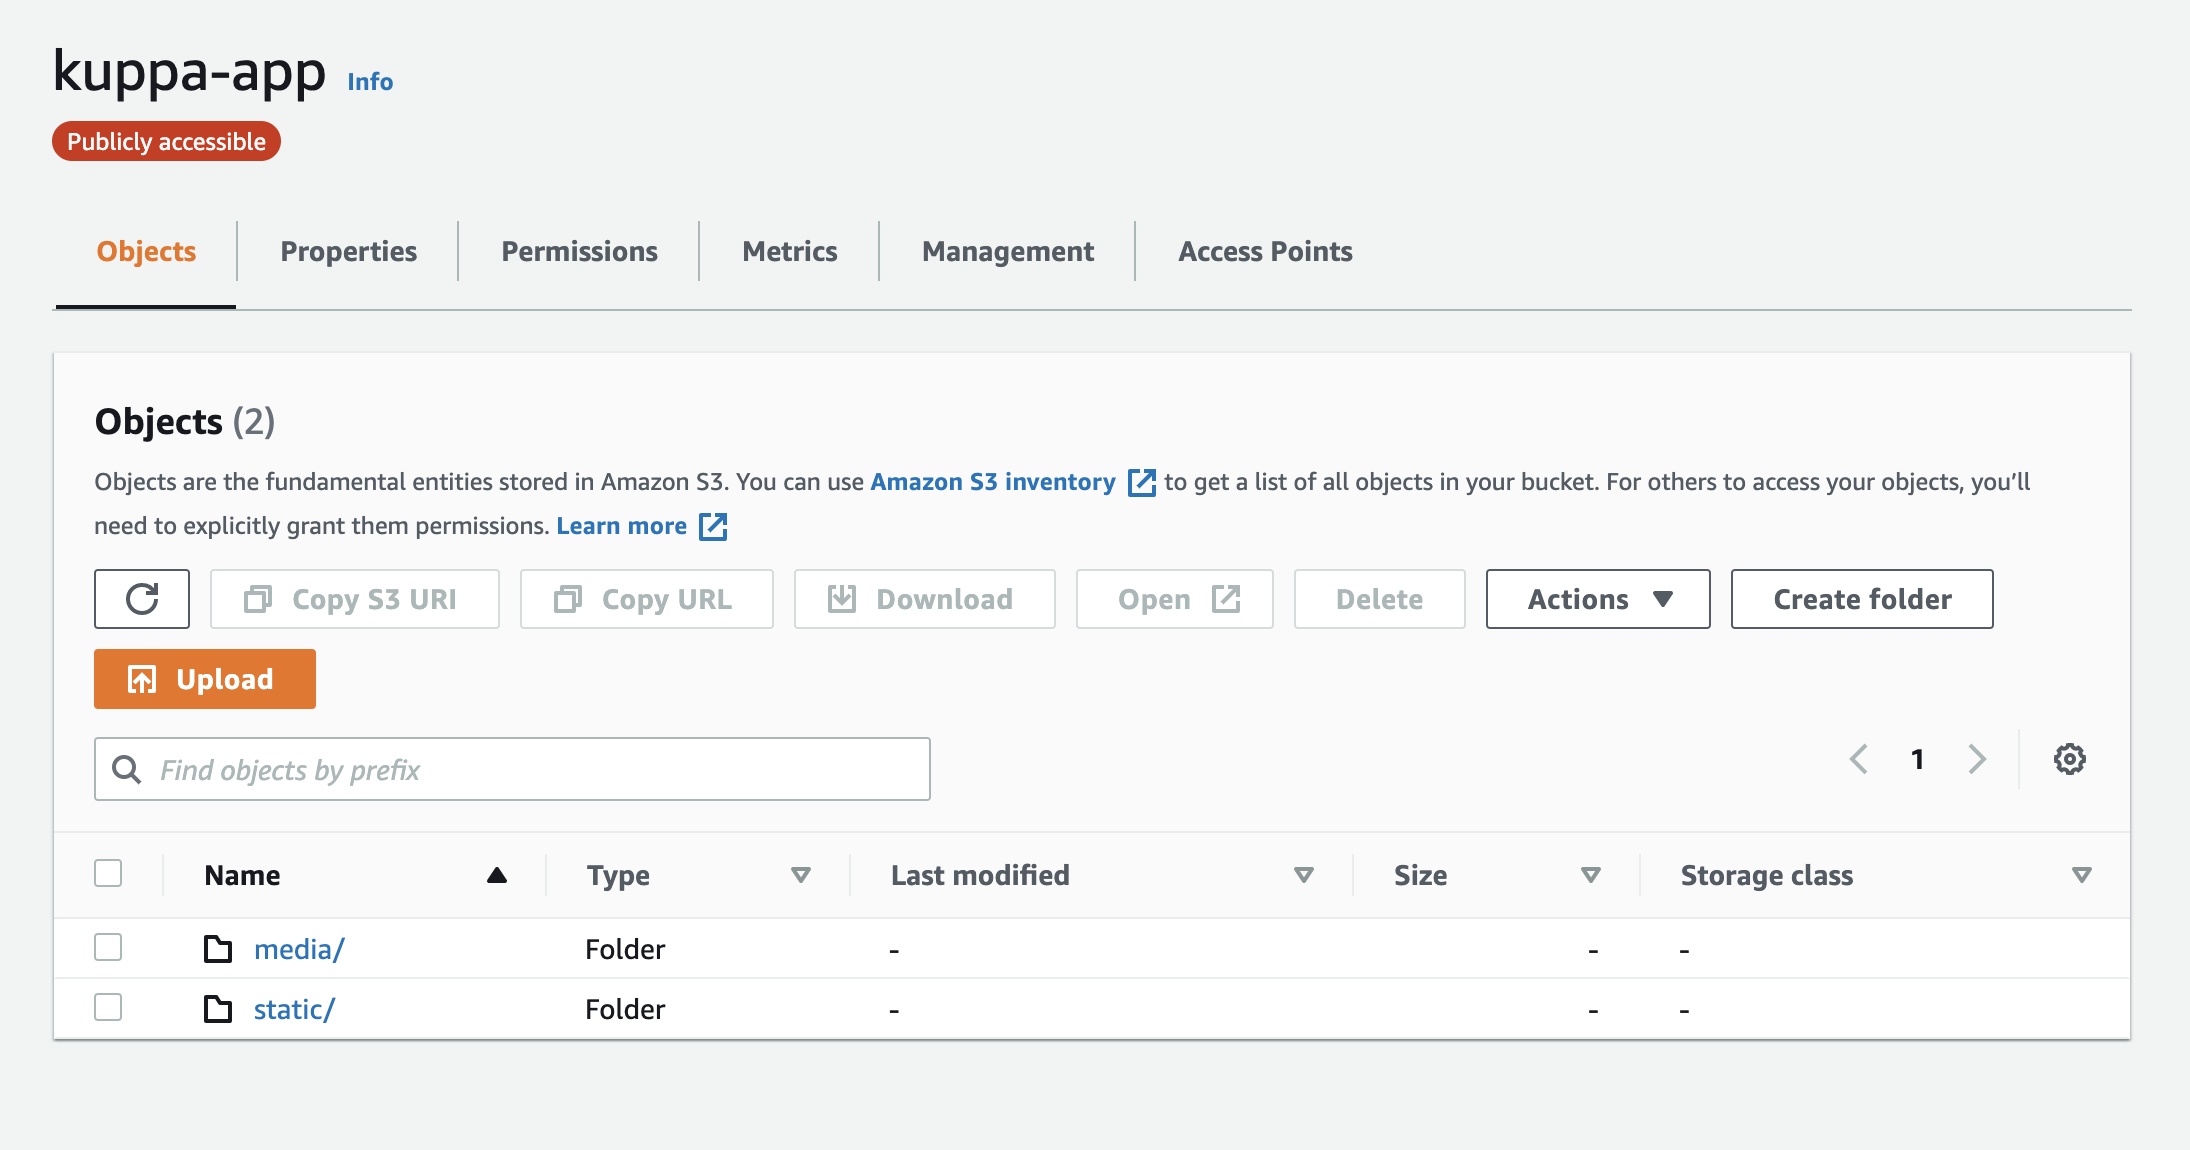 kuppa-app Info
Publicly accessible
Objects Properties Permissions Metrics Management Access Points
Objects (2)
Objects are the fundamental entities stored in Amazon S3. You can use Amazon S3 inventory to get a list of all objects in your bucket. For others to access your objects, you'll
need to explicitly grant them permissions. Learn more
Copy S3 URI Copy URL Download Open Delete Actions Create folder
Upload
Find objects by prefix 1
Name Type Last modified Size Storage class
media/ Folder - - -
static/ Folder - - -